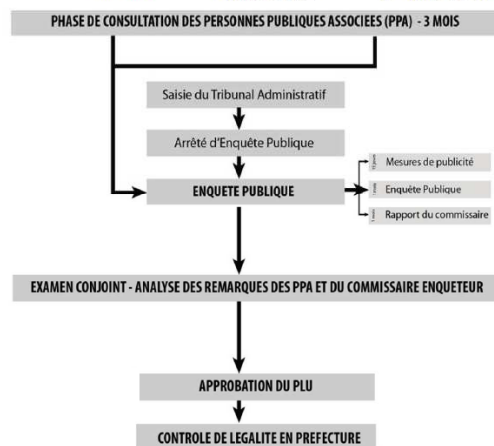 PHASE DE CONSULTATION DES PERSONNES PUBLIQUES ASSOCIEES (PPA) - 3 MOIS
Saisie du Tribunal Administratif
Arrêté d'Enquête Publique
ENQUETE PUBLIQUE
Mesures de publicité
Enquête Publique
Rapport du commissaire
EXAMEN CONJOINT - ANALYSE DES REMARQUES DES PPA ET DU COMMISSAIRE ENQUETEUR
APPROBATION DU PLU
CONTROLE DE LEGALITE EN PREFECTURE